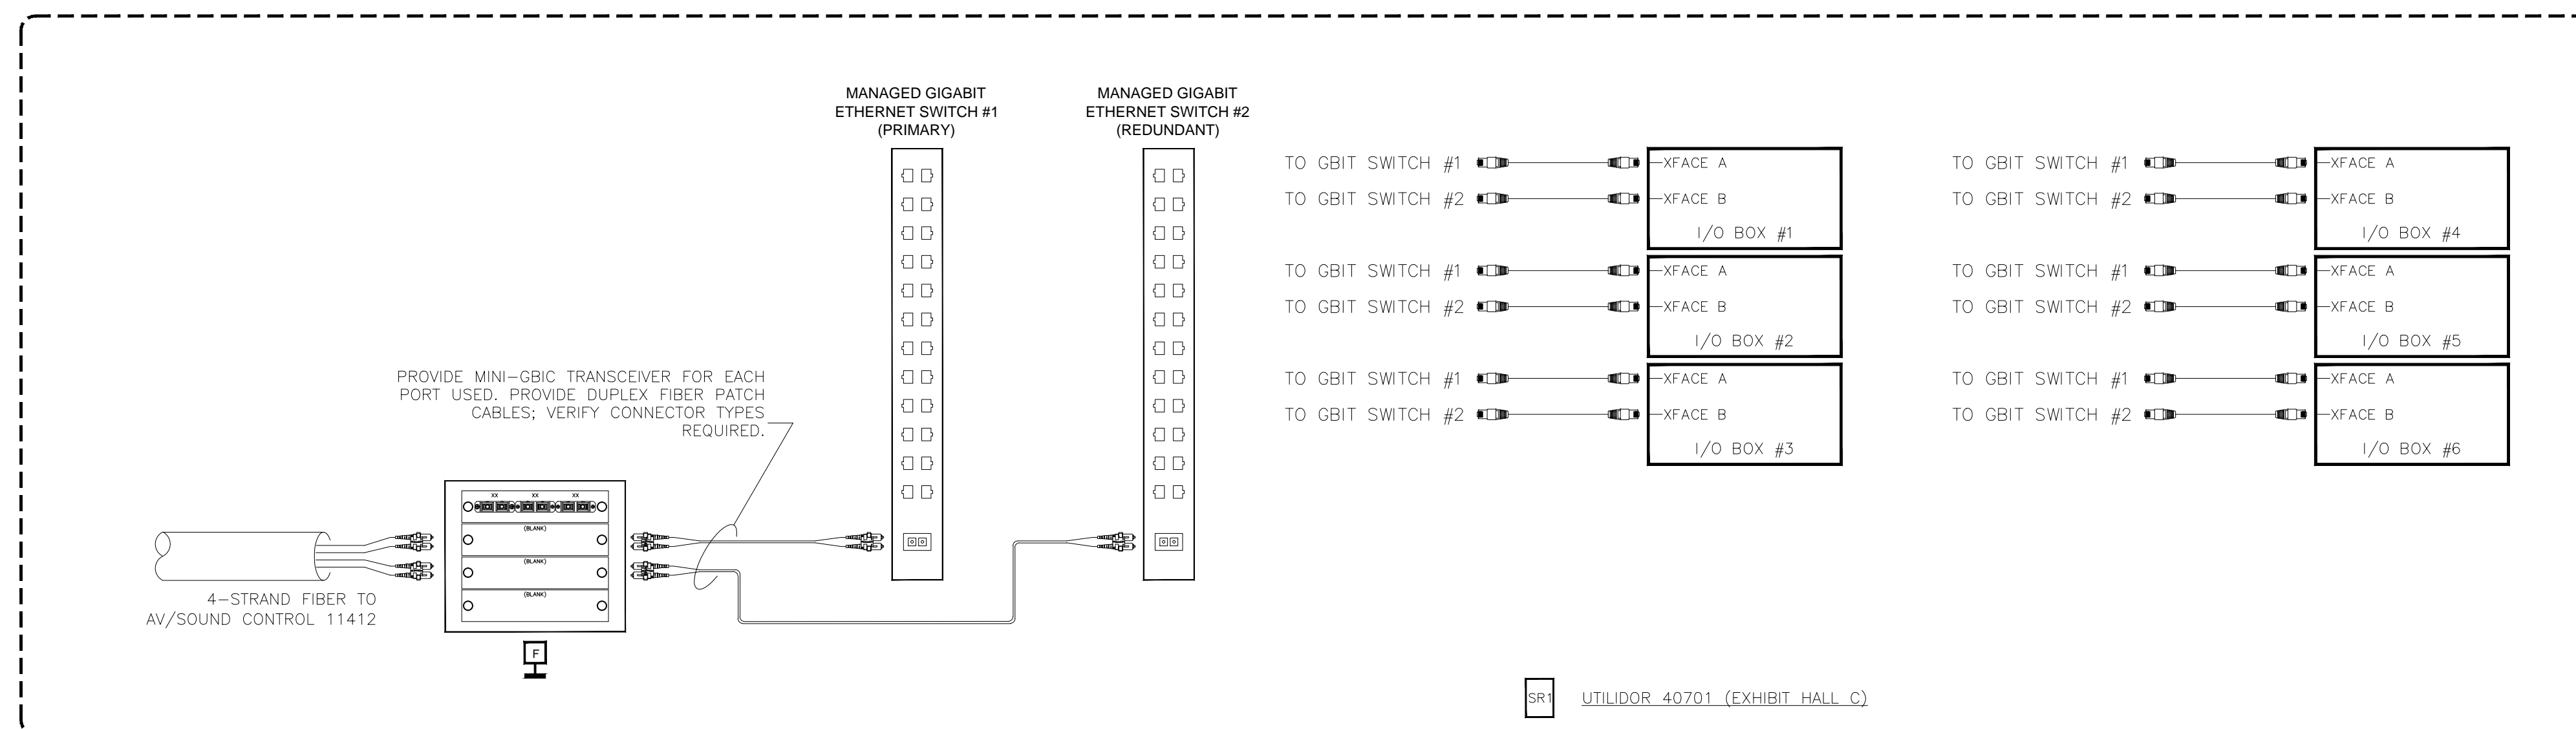 MANAGED GIGABIT
ETHERNET SWITCH #1
(PRIMARY)
MANAGED GIGABIT
ETHERNET SWITCH #2
(REDUNDANT)
TO GBIT SWITCH #1
XFACE A
TO GBIT SWITCH #2
XFACE B
I/O BOX #1
TO GBIT SWITCH #1
XFACE A
TO GBIT SWITCH #2
XFACE B
I/O BOX #2
TO GBIT SWITCH #1
XFACE A
TO GBIT SWITCH #2
XFACE B
I/O BOX #3
TO GBIT SWITCH #1
XFACE A
TO GBIT SWITCH #2
XFACE B
I/O BOX #4
TO GBIT SWITCH #1
XFACE A
TO GBIT SWITCH #2
XFACE B
I/O BOX #5
TO GBIT SWITCH #1
XFACE A
TO GBIT SWITCH #2
XFACE B
I/O BOX #6
PROVIDE MINI-GBIC TRANSCEIVER FOR EACH
PORT USED. PROVIDE DUPLEX FIBER PATCH
CABLES; VERIFY CONNECTOR TYPES
REQUIRED.
XX XX XX
(BLANK)
(BLANK)
(BLANK)
4-STRAND FIBER TO
AV/SOUND CONTROL 11412
F
SR1
UTILIDOR 40701 (EXHIBIT HALL C)